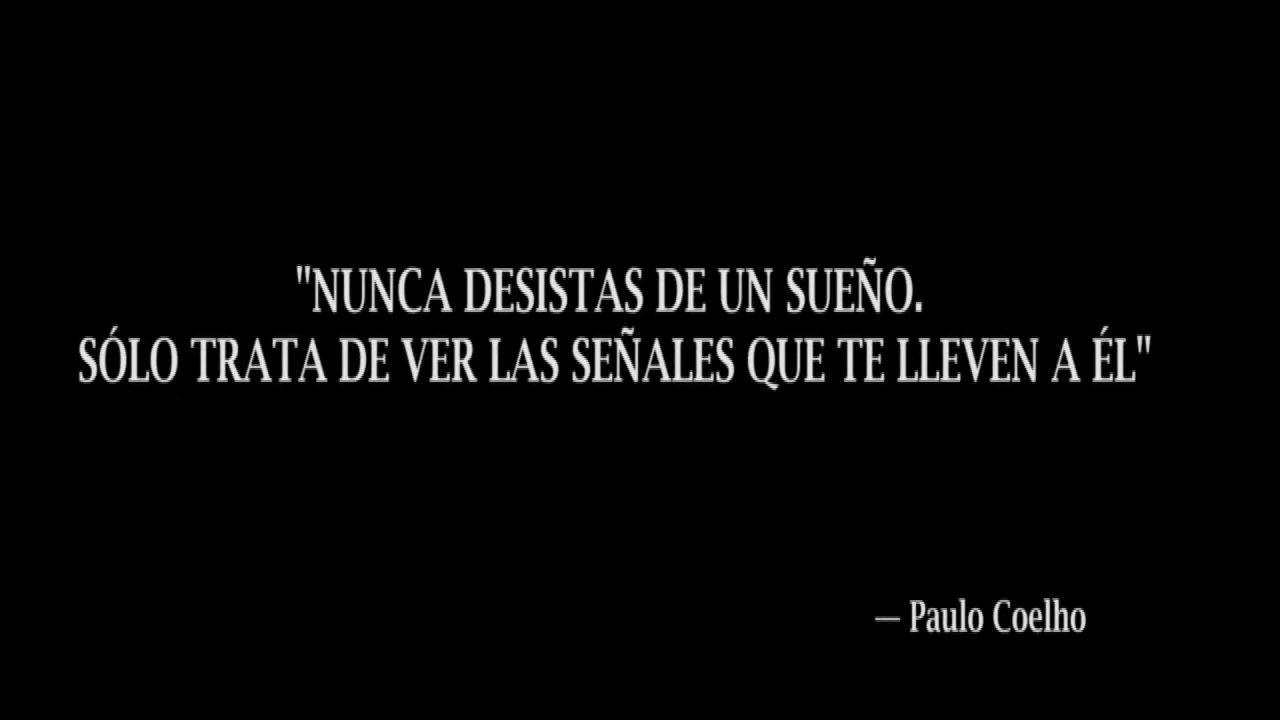 "NUNCA DESISTAS DE UN SUEÑO.
SÓLO TRATA DE VER LAS SEÑALES QUE TE LLEVEN A ÉL"
— Paulo Coelho